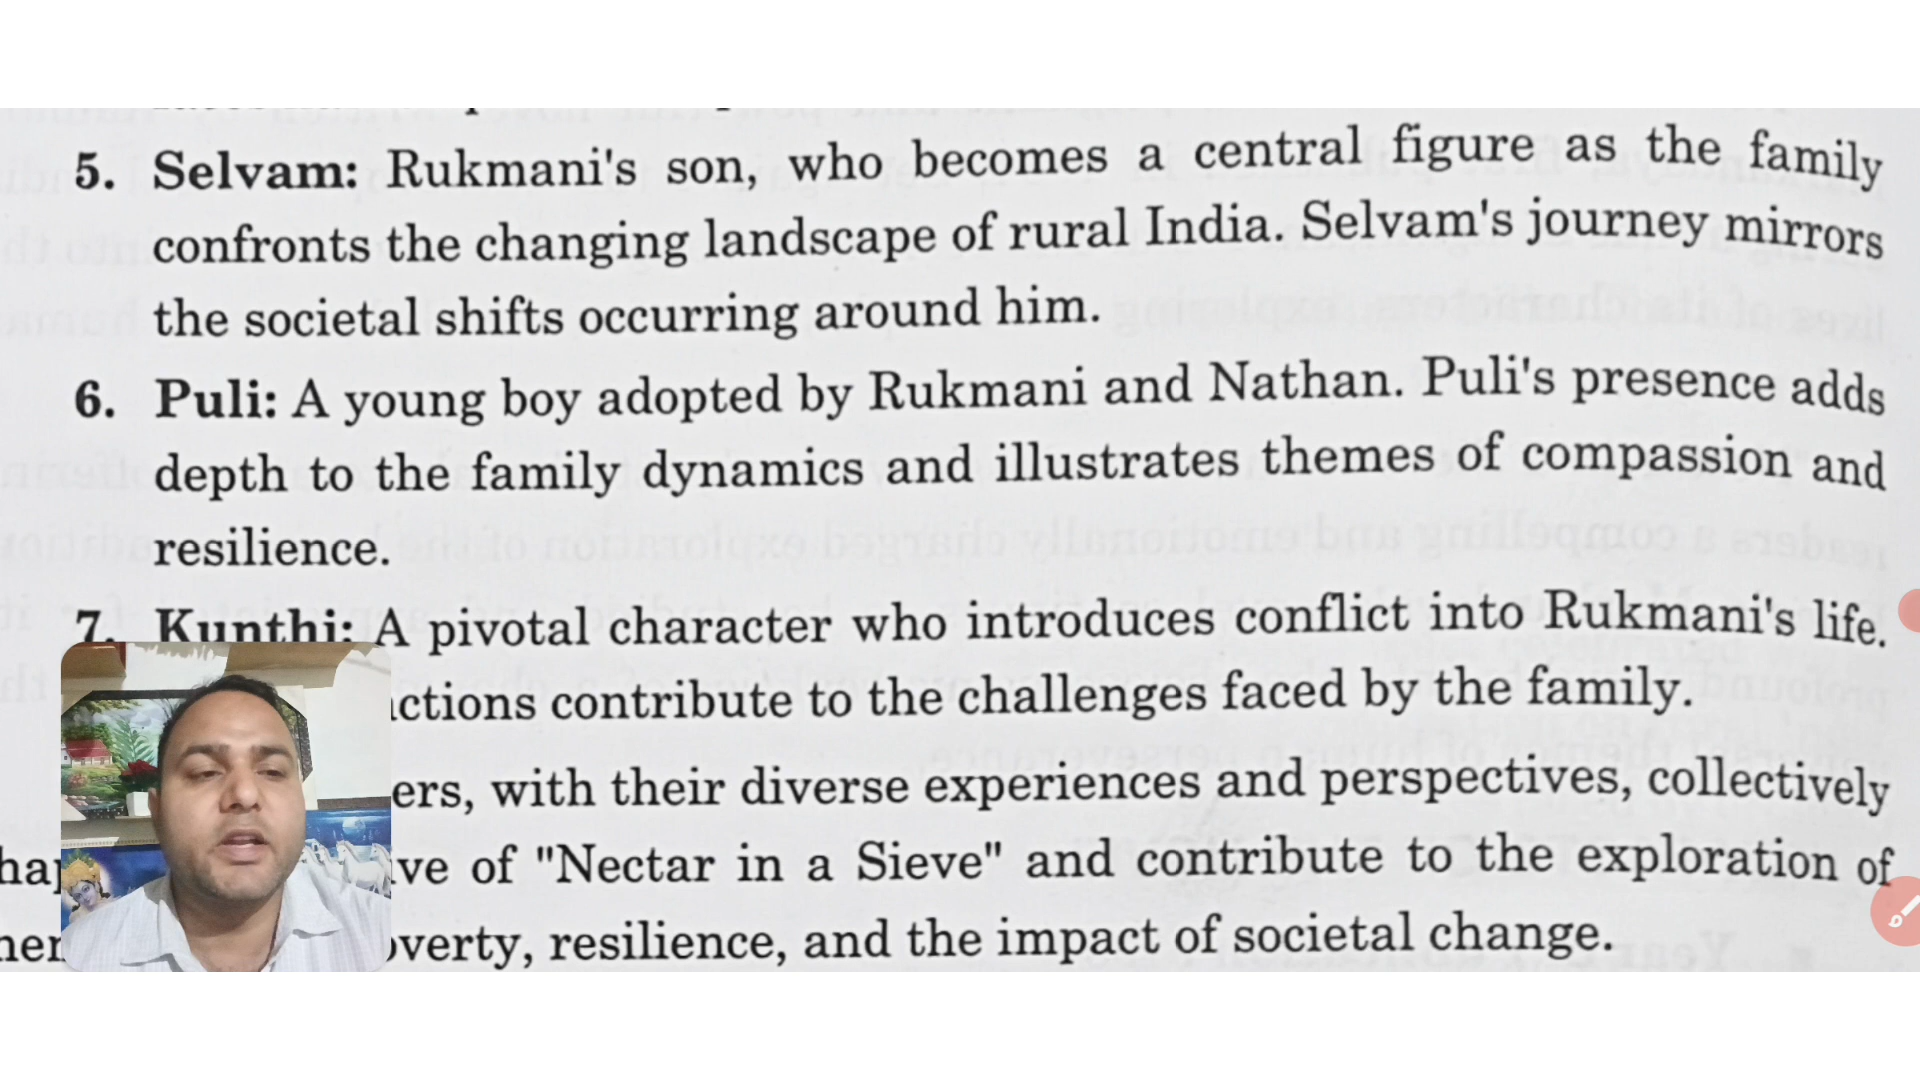 5. Selvam: Rukmani's son, who becomes a central figure as the family
confronts the changing landscape of rural India. Selvam's journey mirrors
the societal shifts occurring around him.
6. Puli: A young boy adopted by Rukmani and Nathan. Puli's presence adds
depth to the family dynamics and illustrates themes of compassion and
resilience.
7. Kunthi: A pivotal character who introduces conflict into Rukmani's life.
contribute to the challenges faced by the family.
with their diverse experiences and perspectives, collectively
of "Nectar in a Sieve" and contribute to the exploration of
resilience, and the impact of societal change.